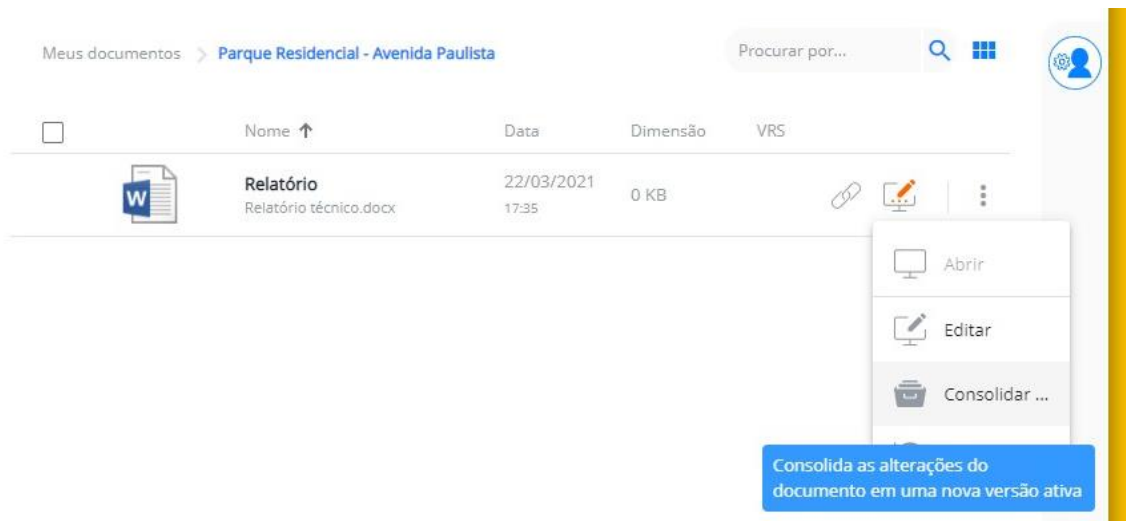 Meus documentos > Parque Residencial - Avenida Paulista
Procurar por...
Nome ↑ Data Dimensão VRS
Relatório 22/03/2021 0 KB
Relatório técnico.docx 17:35
Abrir
Editar
Consolidar ...
Consolida as alterações do
documento em uma nova versão ativa